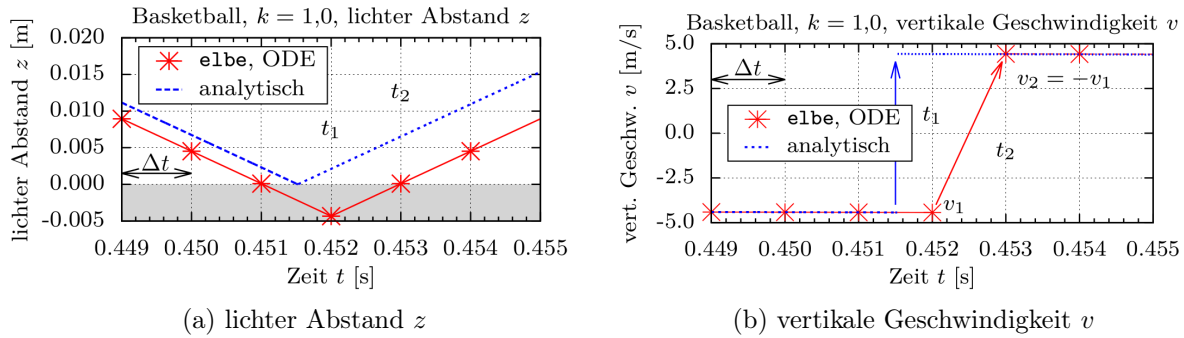 Basketball, k = 1,0, lichter Abstand z
lichter Abstand z [m]
0.020
0.015
0.010
0.005
0.000
-0.005
elbe, ODE
analytisch
t2
t1
Δt
0.449 0.450 0.451 0.452 0.453 0.454 0.455
Zeit t [s]
(a) lichter Abstand z
Basketball, k = 1,0, vertikale Geschwindigkeit v
vert. Geschw. v [m/s]
5.0
2.5
0.0
-2.5
-5.0
Δt
v2 = −v1
elbe, ODE
analytisch
t1
t2
v1
0.449 0.450 0.451 0.452 0.453 0.454 0.455
Zeit t [s]
(b) vertikale Geschwindigkeit v